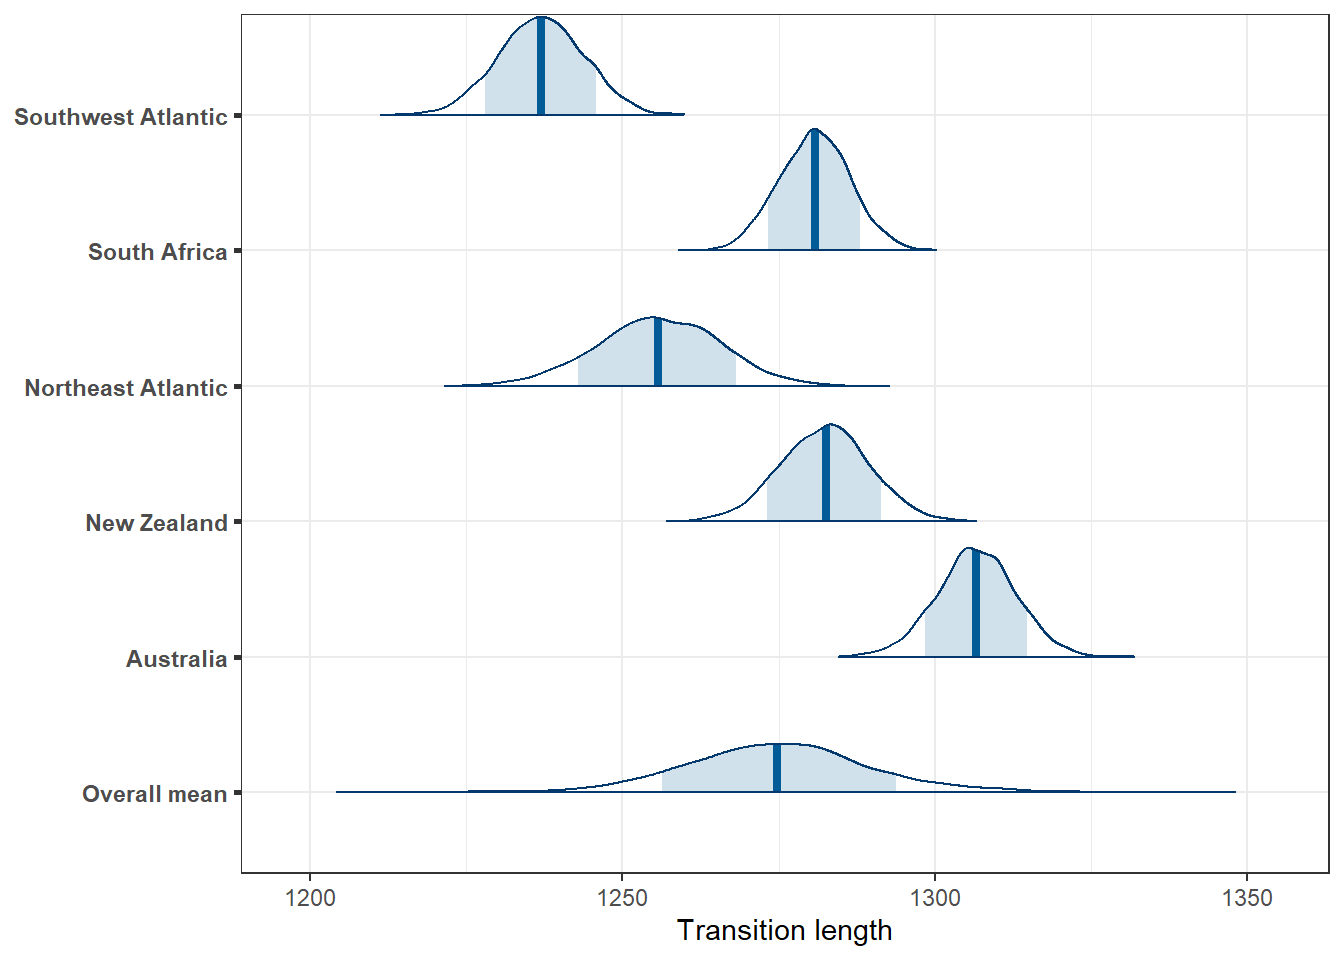 Southwest Atlantic
South Africa
Northeast Atlantic
New Zealand
Australia
Overall mean
1200 1250 1300 1350
Transition length